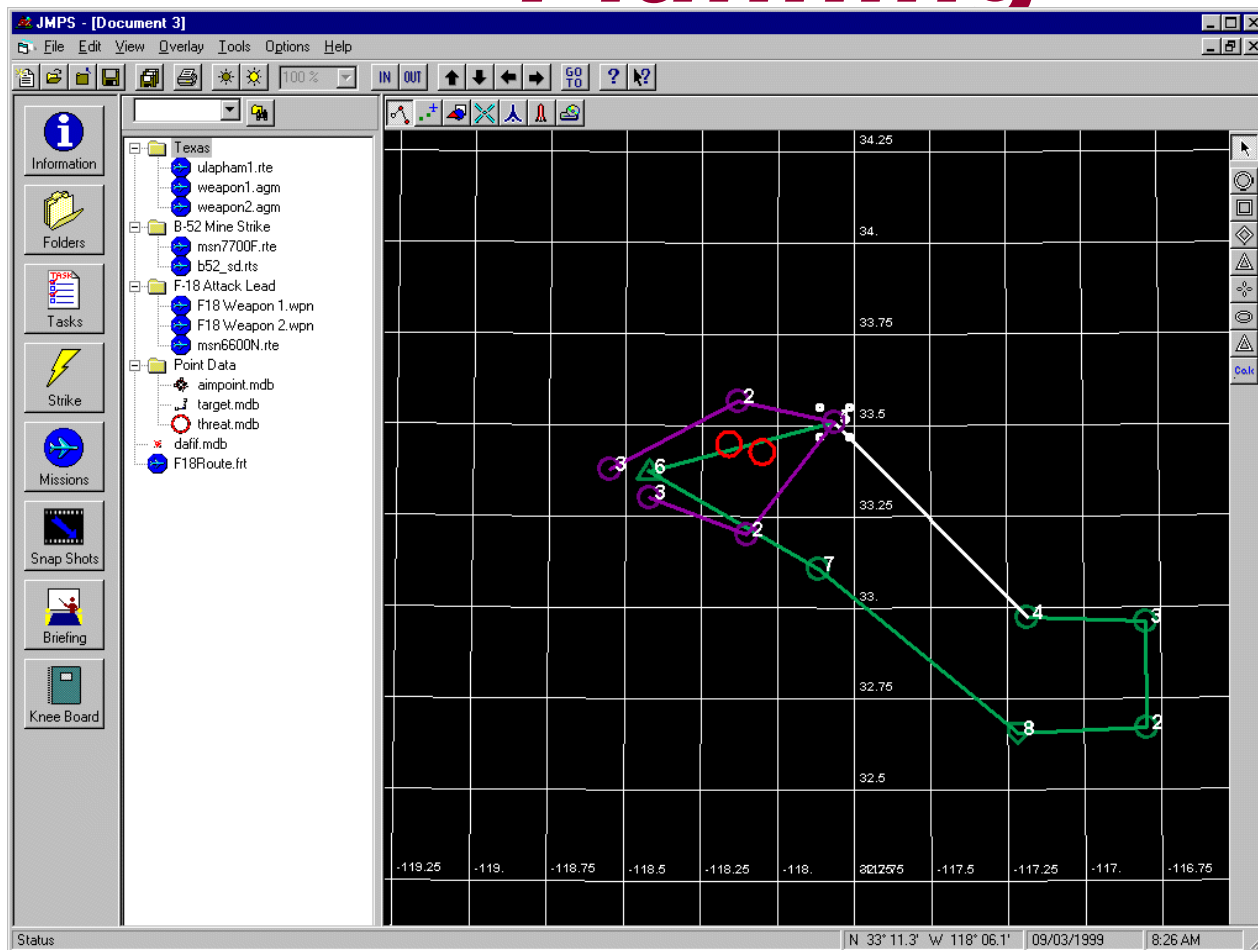 Planning
JMPS - [Document 3]
File Edit View Overlay Tools Options Help
100 % IN OUT GO TO ? ?
Information
Folders
TASK
Tasks
Strike
Missions
Snap Shots
Briefing
Knee Board
Texas
ulapham1.rte
weapon1.agm
weapon2.agm
B-52 Mine Strike
msn7700F.rte
b52_sd.rts
F-18 Attack Lead
F18 Weapon 1.wpn
F18 Weapon 2.wpn
msn6600N.rte
Point Data
aimpoint.mdb
target.mdb
threat.mdb
dafif.mdb
F18Route.frt
34.25
34.
33.75
33.5
33.25
33.
32.75
32.5
2
3
6
3
2
7
4
3
8
2
-119.25 -119. -118.75 -118.5 -118.25 -118. -117.5 -117.25 -117. -116.75
Calc
Status N 33° 11.3' W 118° 06.1' 09/03/1999 8:26 AM